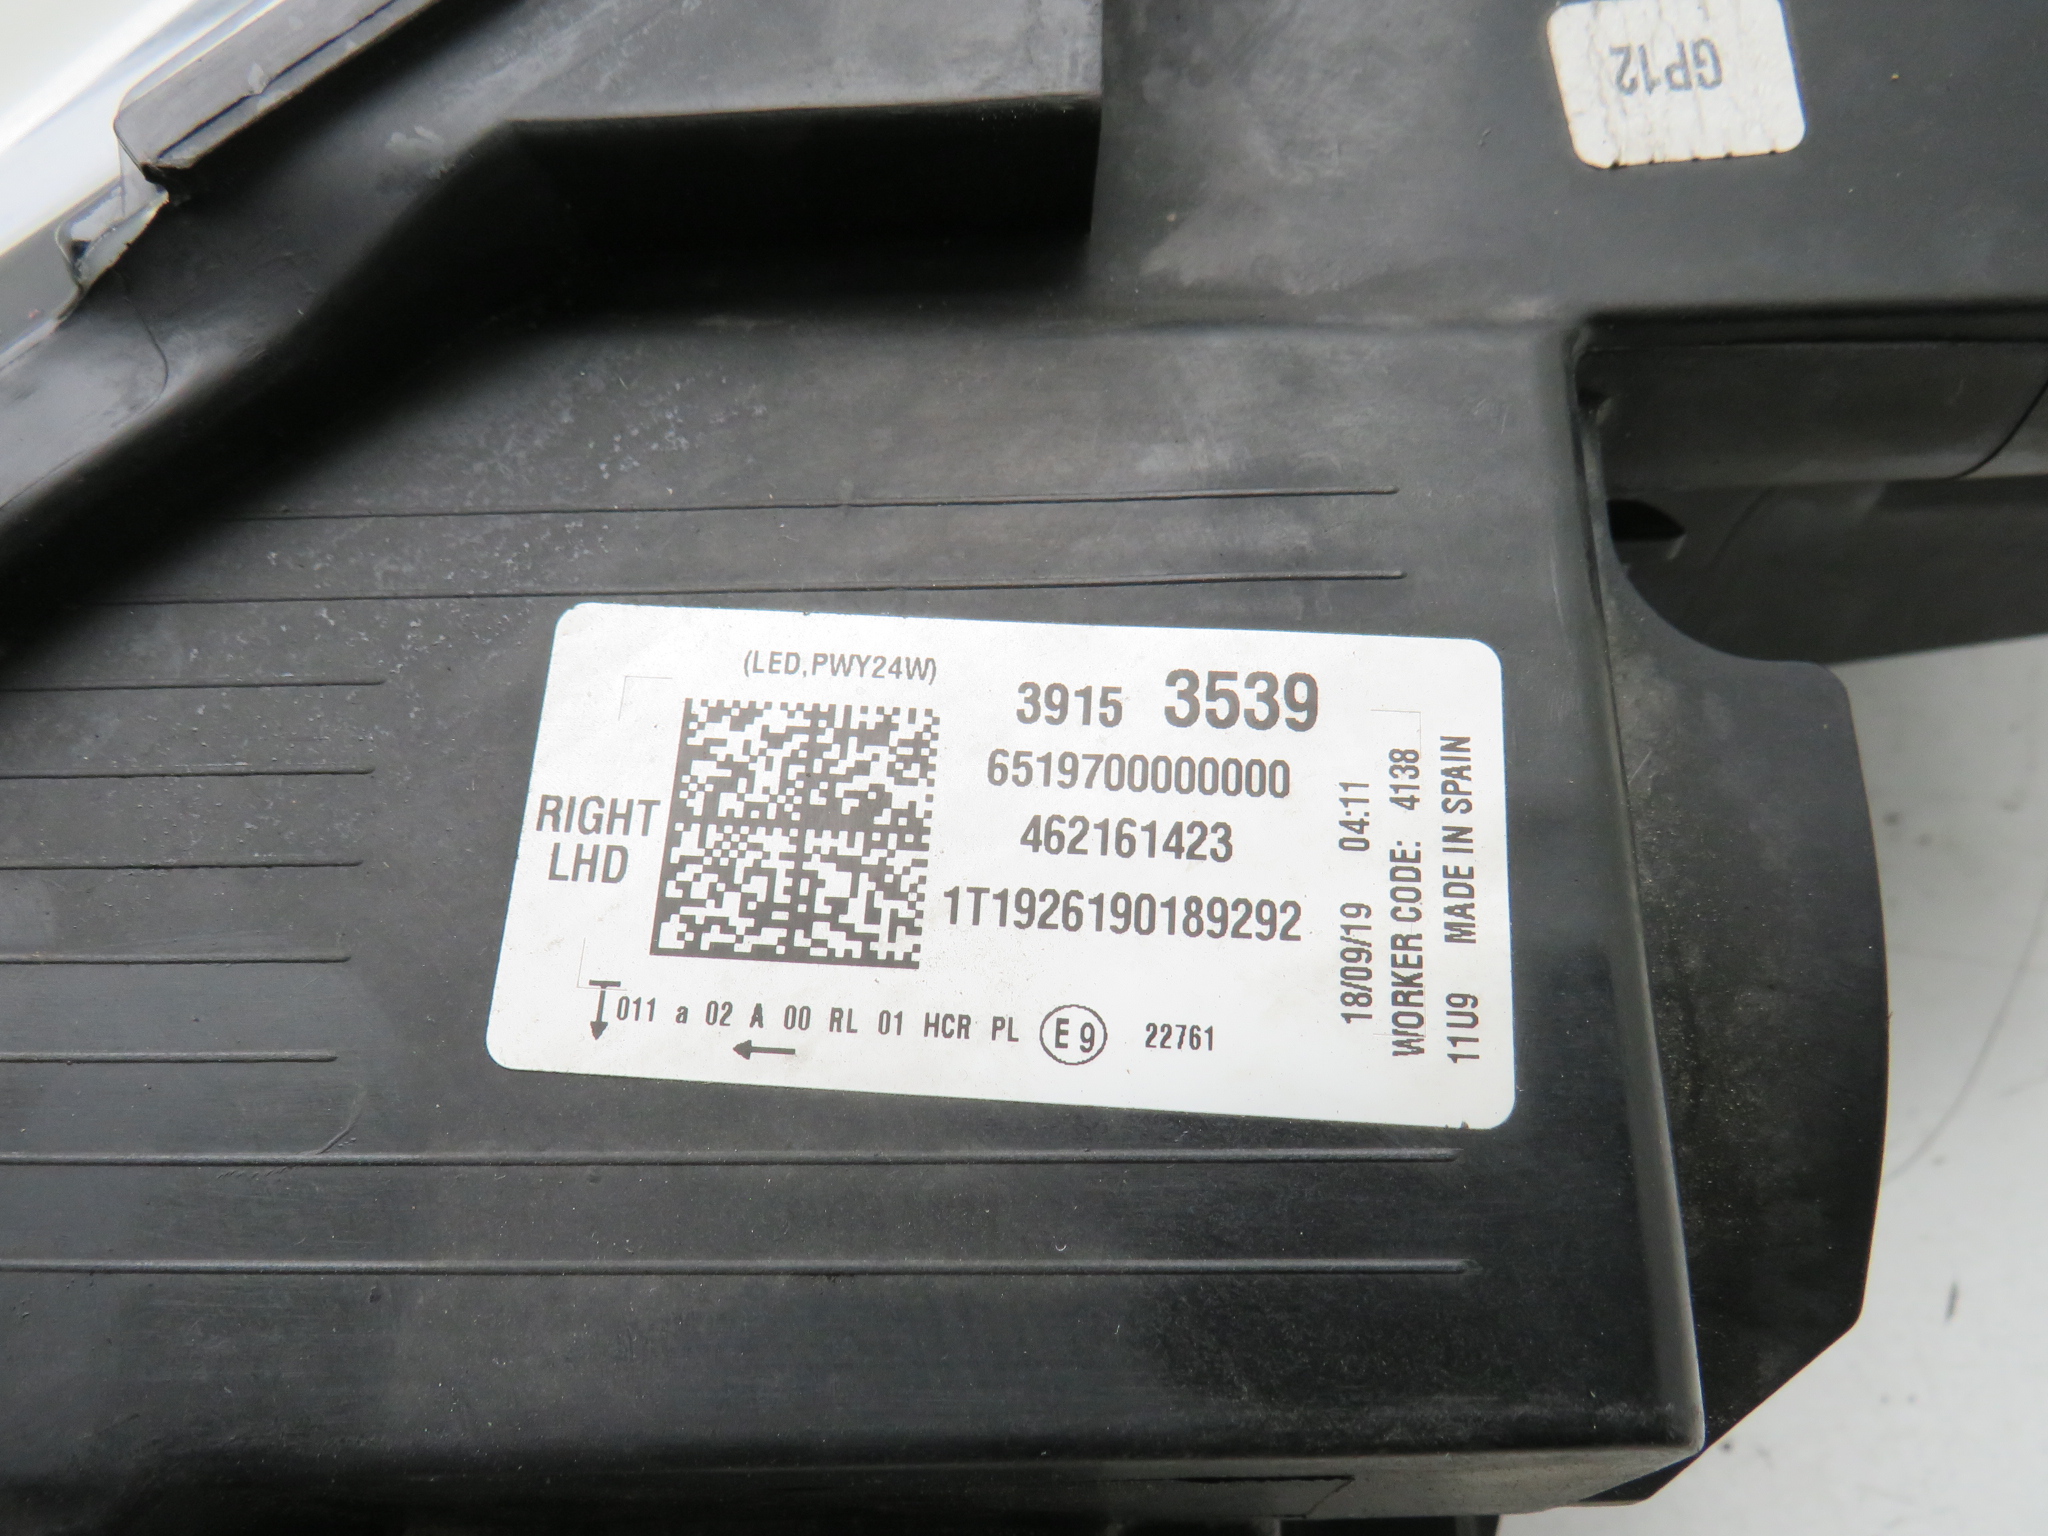 GP12
(LED,PWY24W)
3915 3539
6519700000000
462161423
1T1926190189292
RIGHT
LHD
011 a 02 A 00 RL 01 HCR PL E9 22761
18/09/19 04:11
WORKER CODE: 4138
11U9 MADE IN SPAIN